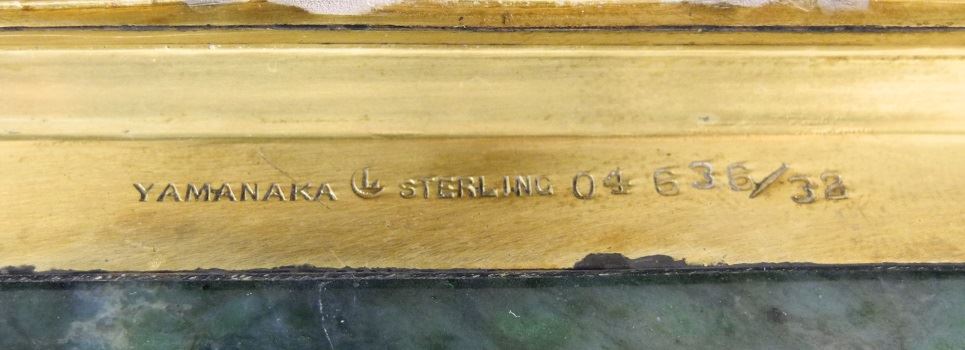 YAMANAKA L STERLING 04 636/32